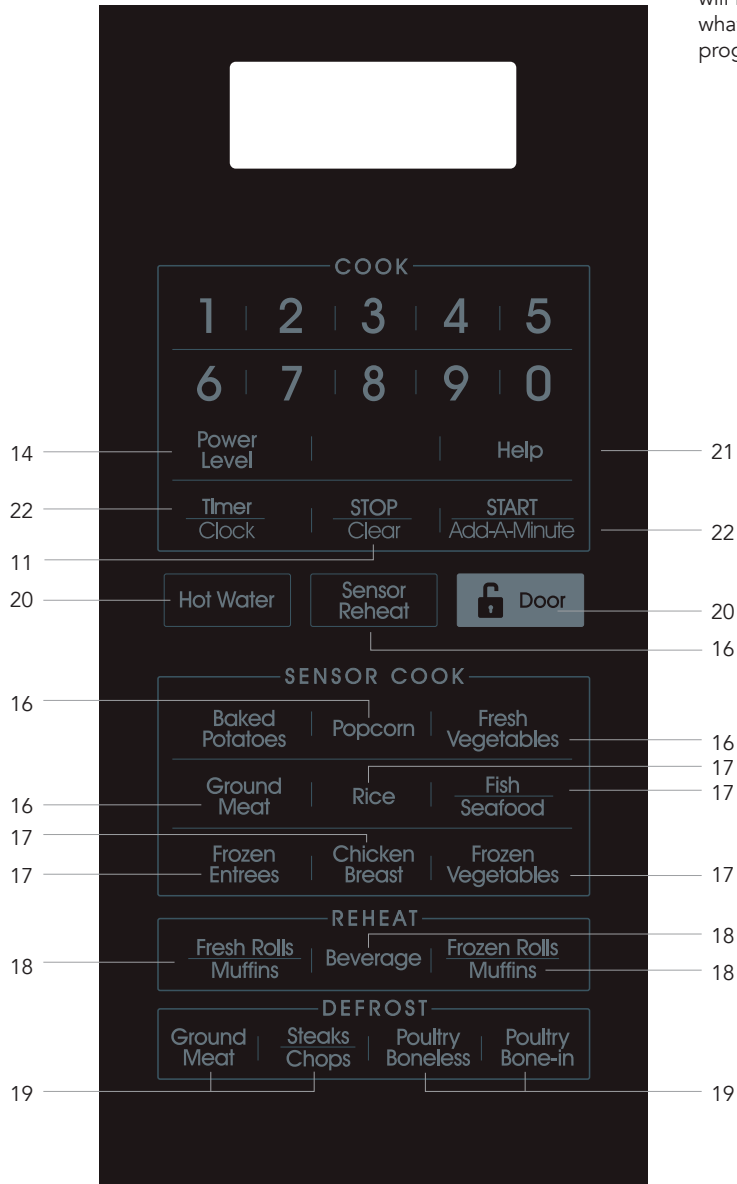 will
what
prog
COOK
1 2 3 4 5
6 7 8 9 0
14 Power Level Help 21
22 Timer Clock STOP Clear START Add-A-Minute 22
11
20 Hot Water Sensor Reheat Door 20
16
SENSOR COOK
16 Baked Potatoes Popcorn Fresh Vegetables 16
17
16 Ground Meat Rice Fish Seafood 17
17
17 Frozen Entrees Chicken Breast Frozen Vegetables 17
REHEAT
18
18 Fresh Rolls Muffins Beverage Frozen Rolls Muffins 18
DEFROST
Ground Meat Steaks Chops Poultry Boneless Poultry Bone-in
19 19